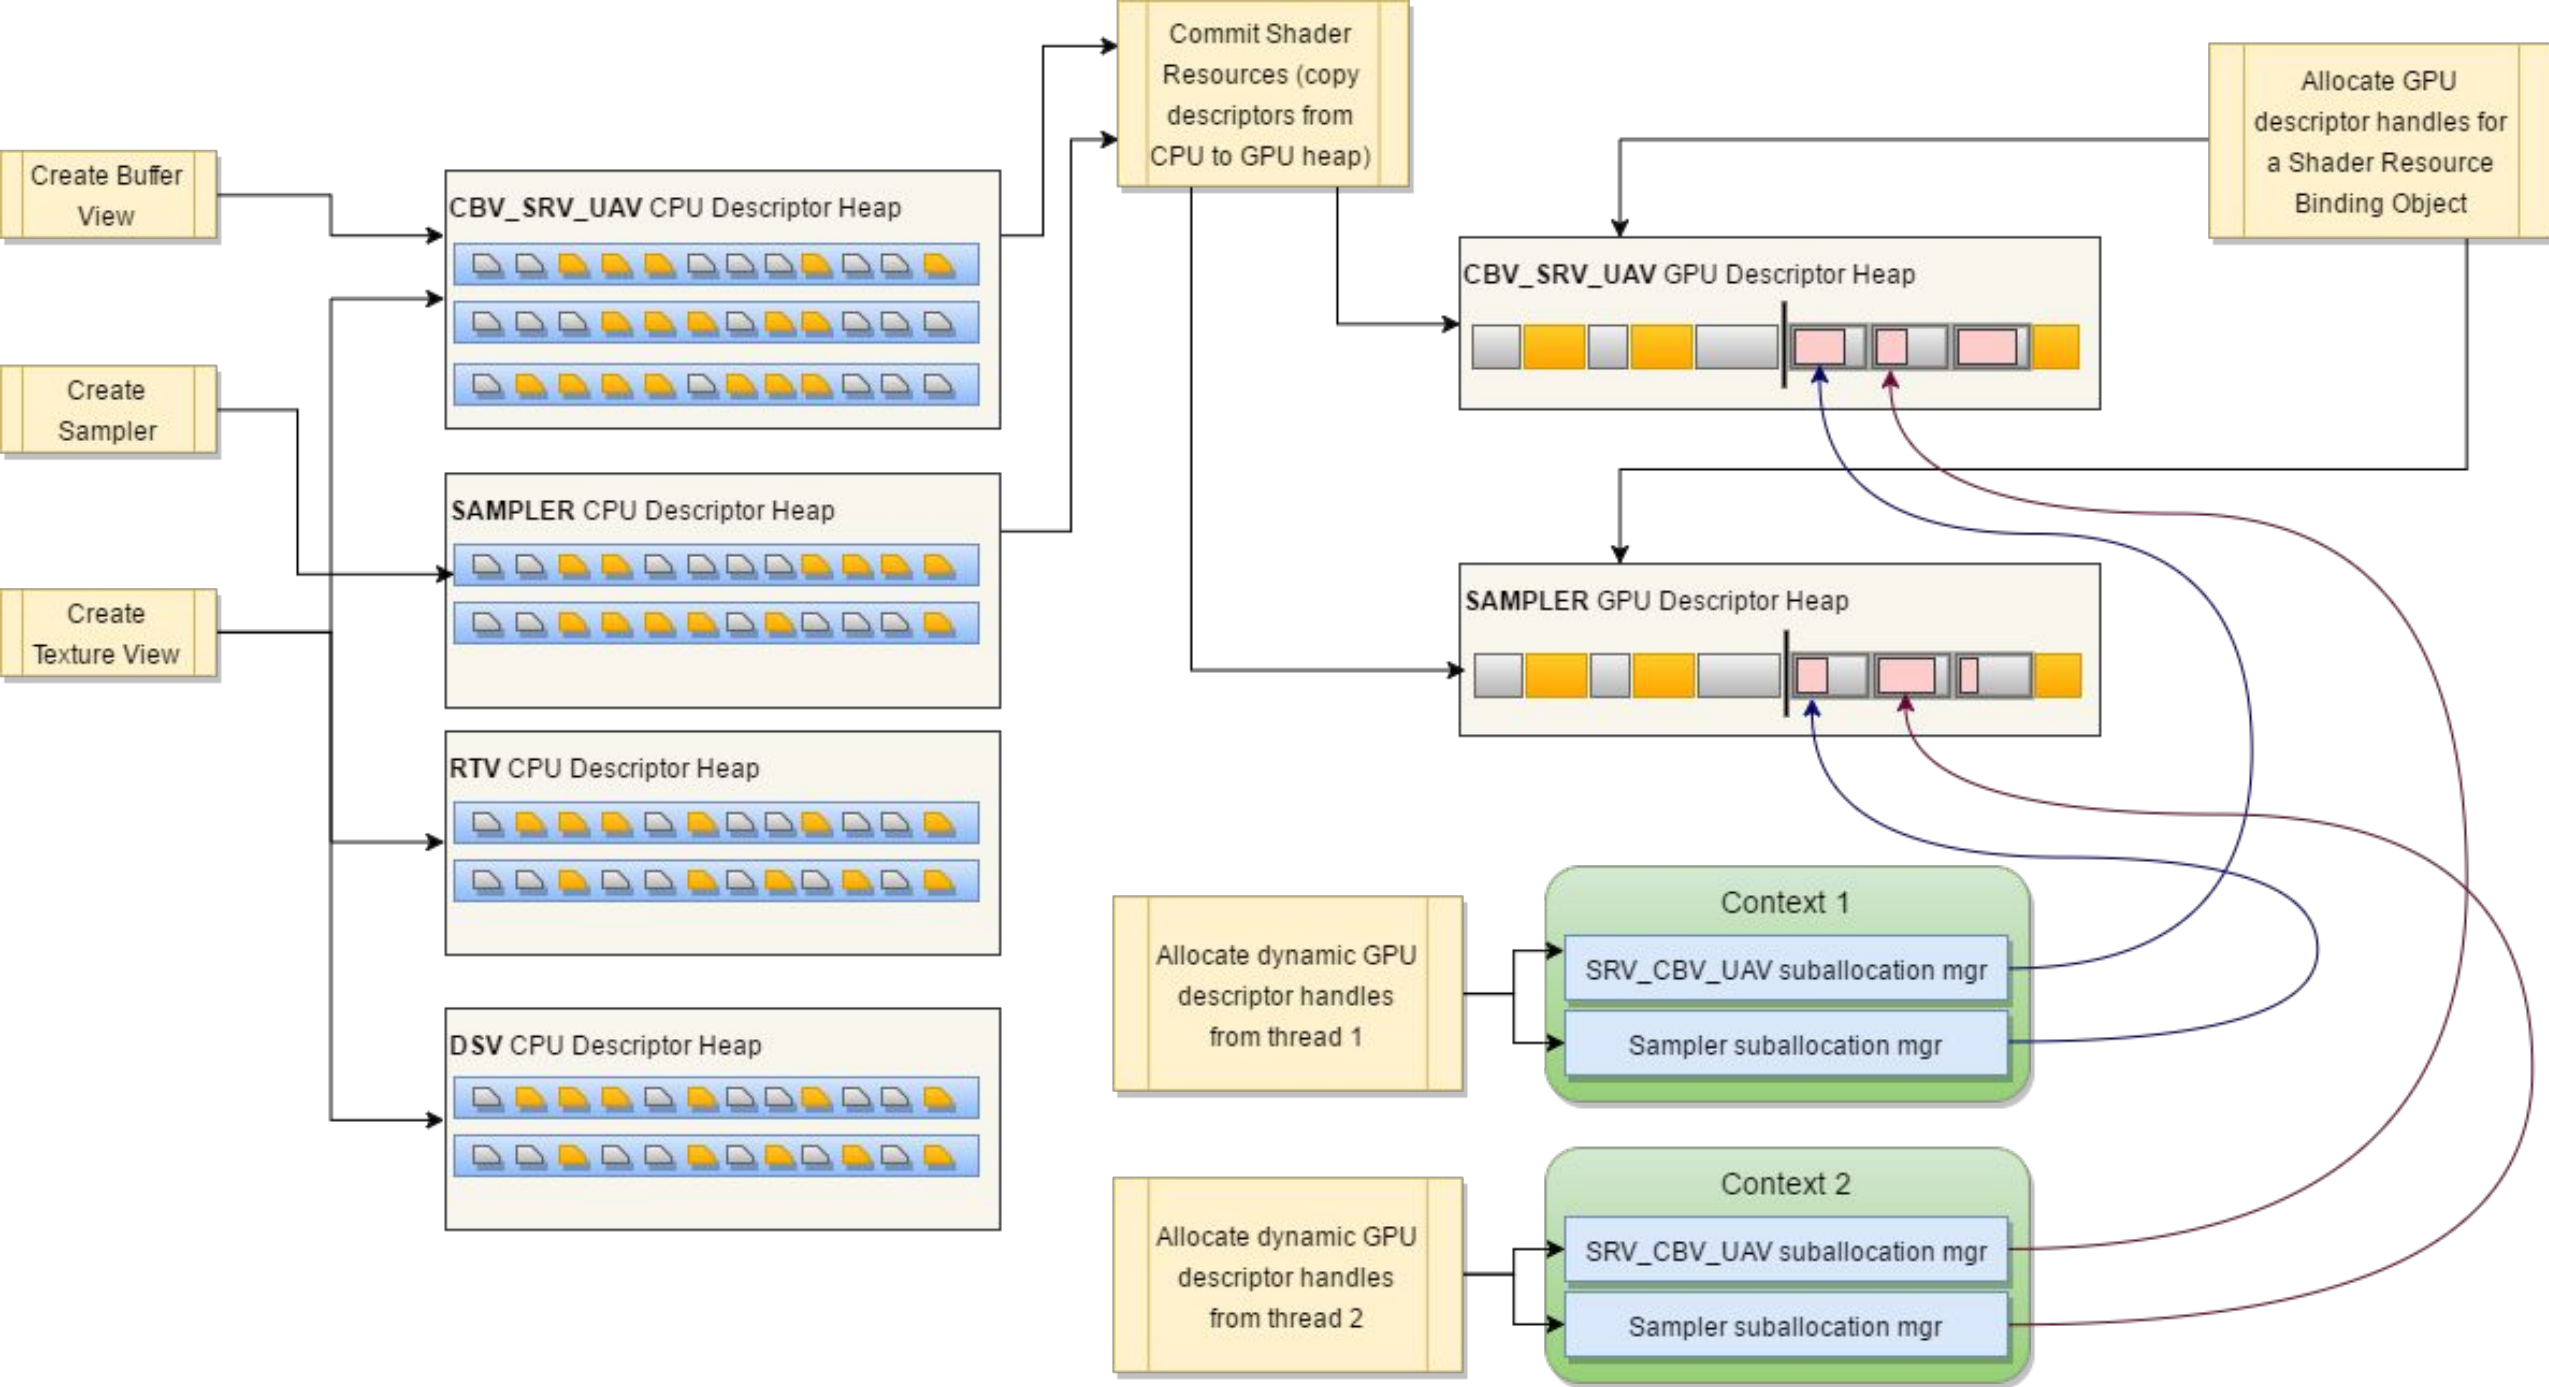 Create Buffer
View
Create
Sampler
Create
Texture View
CBV_SRV_UAV CPU Descriptor Heap
SAMPLER CPU Descriptor Heap
RTV CPU Descriptor Heap
DSV CPU Descriptor Heap
Commit Shader
Resources (copy
descriptors from
CPU to GPU heap)
Allocate GPU
descriptor handles for
a Shader Resource
Binding Object
CBV_SRV_UAV GPU Descriptor Heap
SAMPLER GPU Descriptor Heap
Allocate dynamic GPU
descriptor handles
from thread 1
Context 1
SRV_CBV_UAV suballocation mgr
Sampler suballocation mgr
Allocate dynamic GPU
descriptor handles
from thread 2
Context 2
SRV_CBV_UAV suballocation mgr
Sampler suballocation mgr